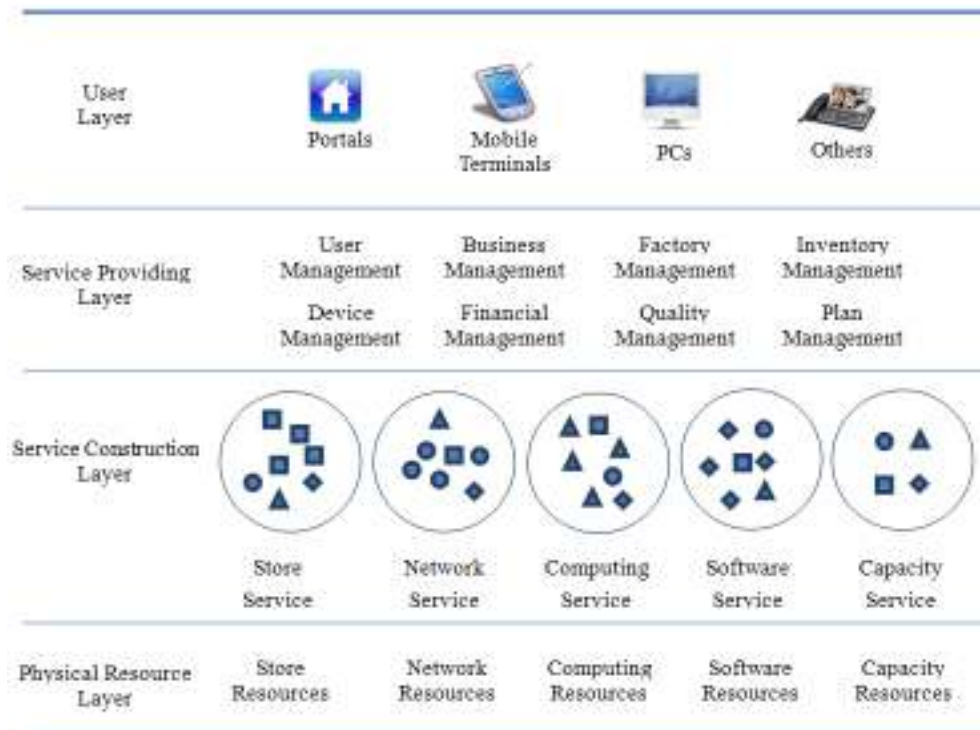 User
Layer
Portals
Mobile
Terminals
PCs
Others
Service Providing
Layer
User
Management
Business
Management
Factory
Management
Inventory
Management
Device
Management
Financial
Management
Quality
Management
Plan
Management
Service Construction
Layer
Store
Service
Network
Service
Computing
Service
Software
Service
Capacity
Service
Physical Resource
Layer
Store
Resources
Network
Resources
Computing
Resources
Software
Resources
Capacity
Resources